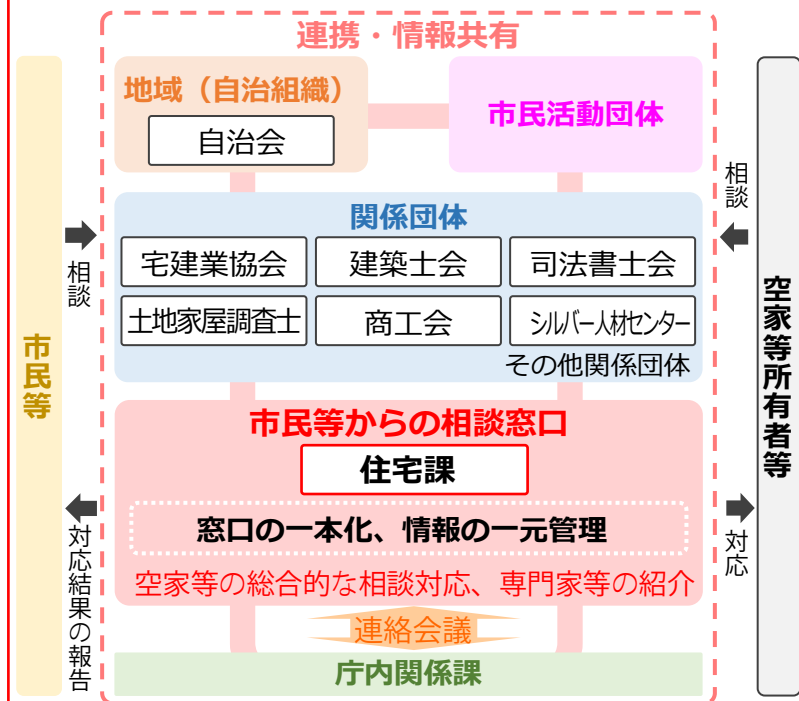 連携・情報共有
地域（自治組織）
自治会
市民活動団体
関係団体
宅建業協会
建築士会
司法書士会
土地家屋調査士
商工会
シルバー人材センター
その他関係団体
市民等からの相談窓口
住宅課
窓口の一本化、情報の一元管理
空家等の総合的な相談対応、専門家等の紹介
連絡会議
庁内関係課
市民等
相談
対応結果の報告
相談
対応
空家等所有者等